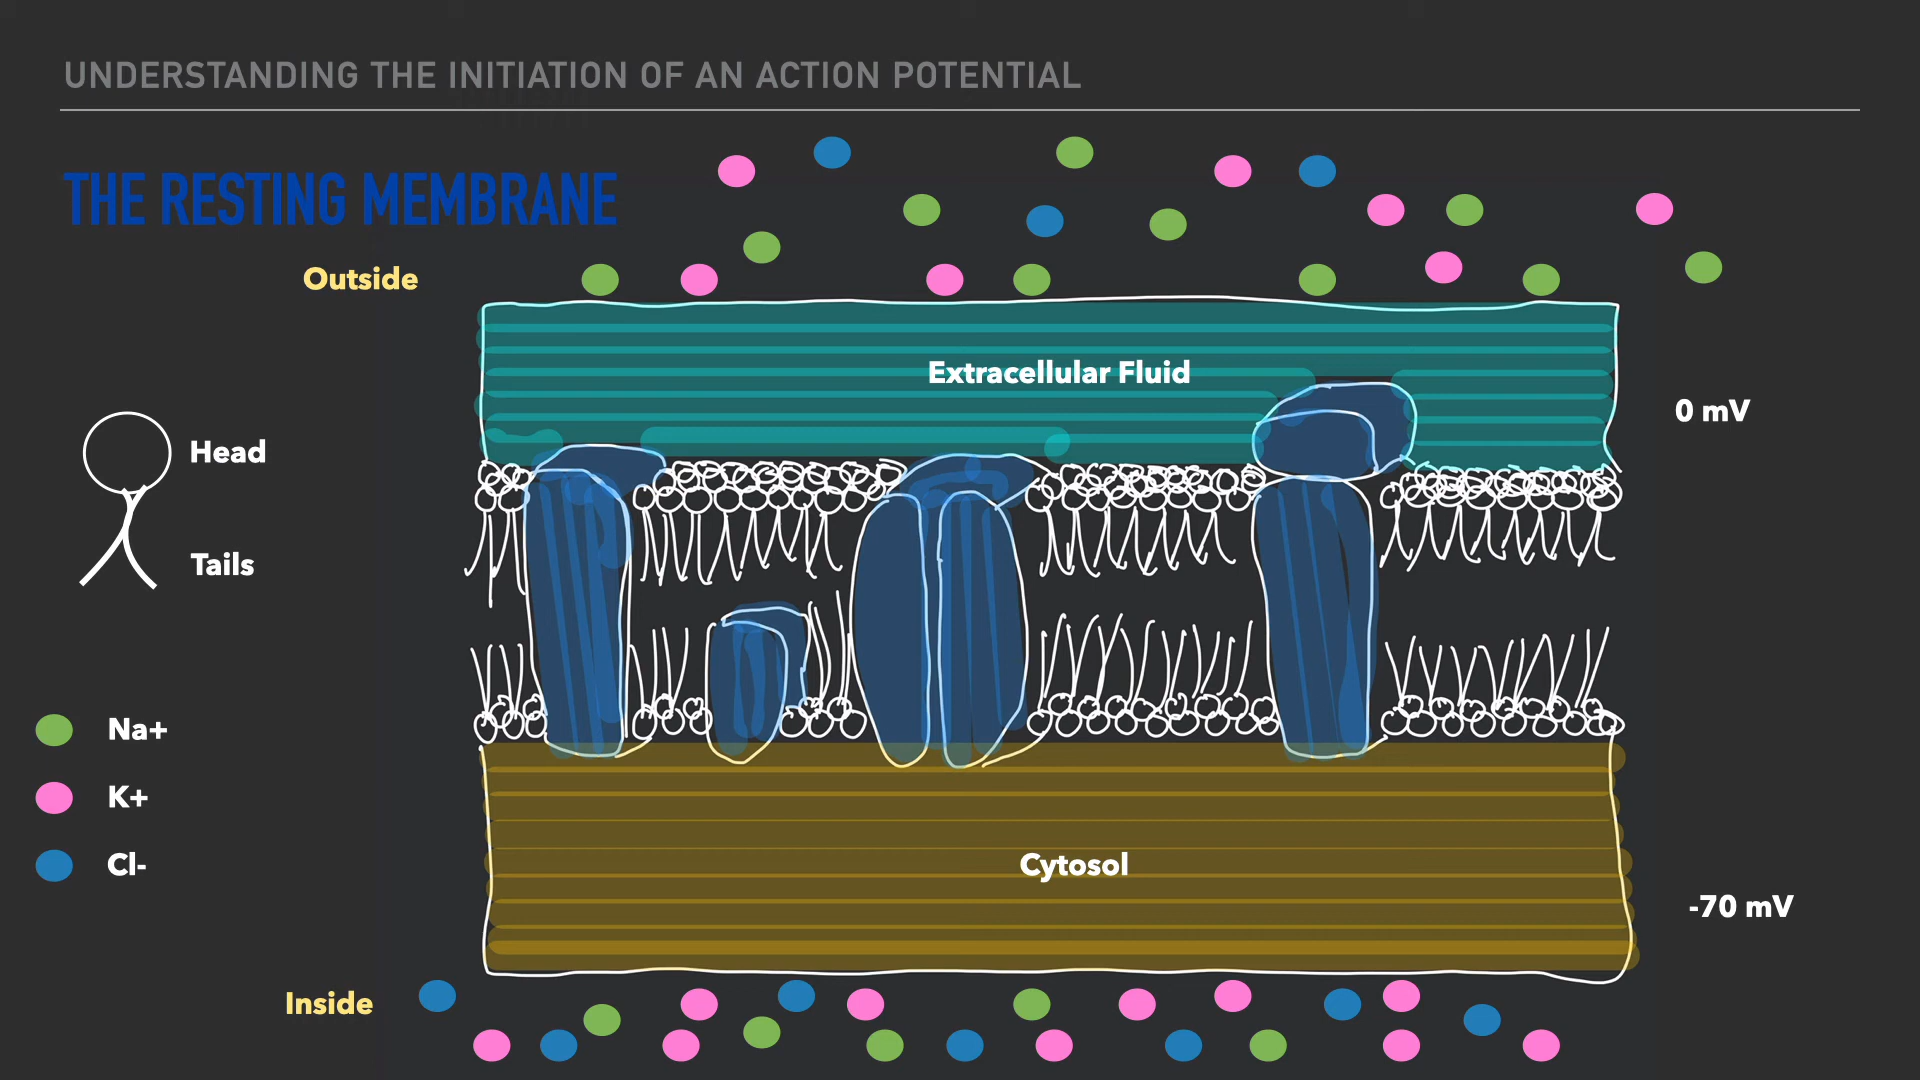 UNDERSTANDING THE INITIATION OF AN ACTION POTENTIAL
THE RESTING MEMBRANE
Outside
Extracellular Fluid
0 mV
Head
Tails
Na+
K+
Cl-
Cytosol
-70 mV
Inside